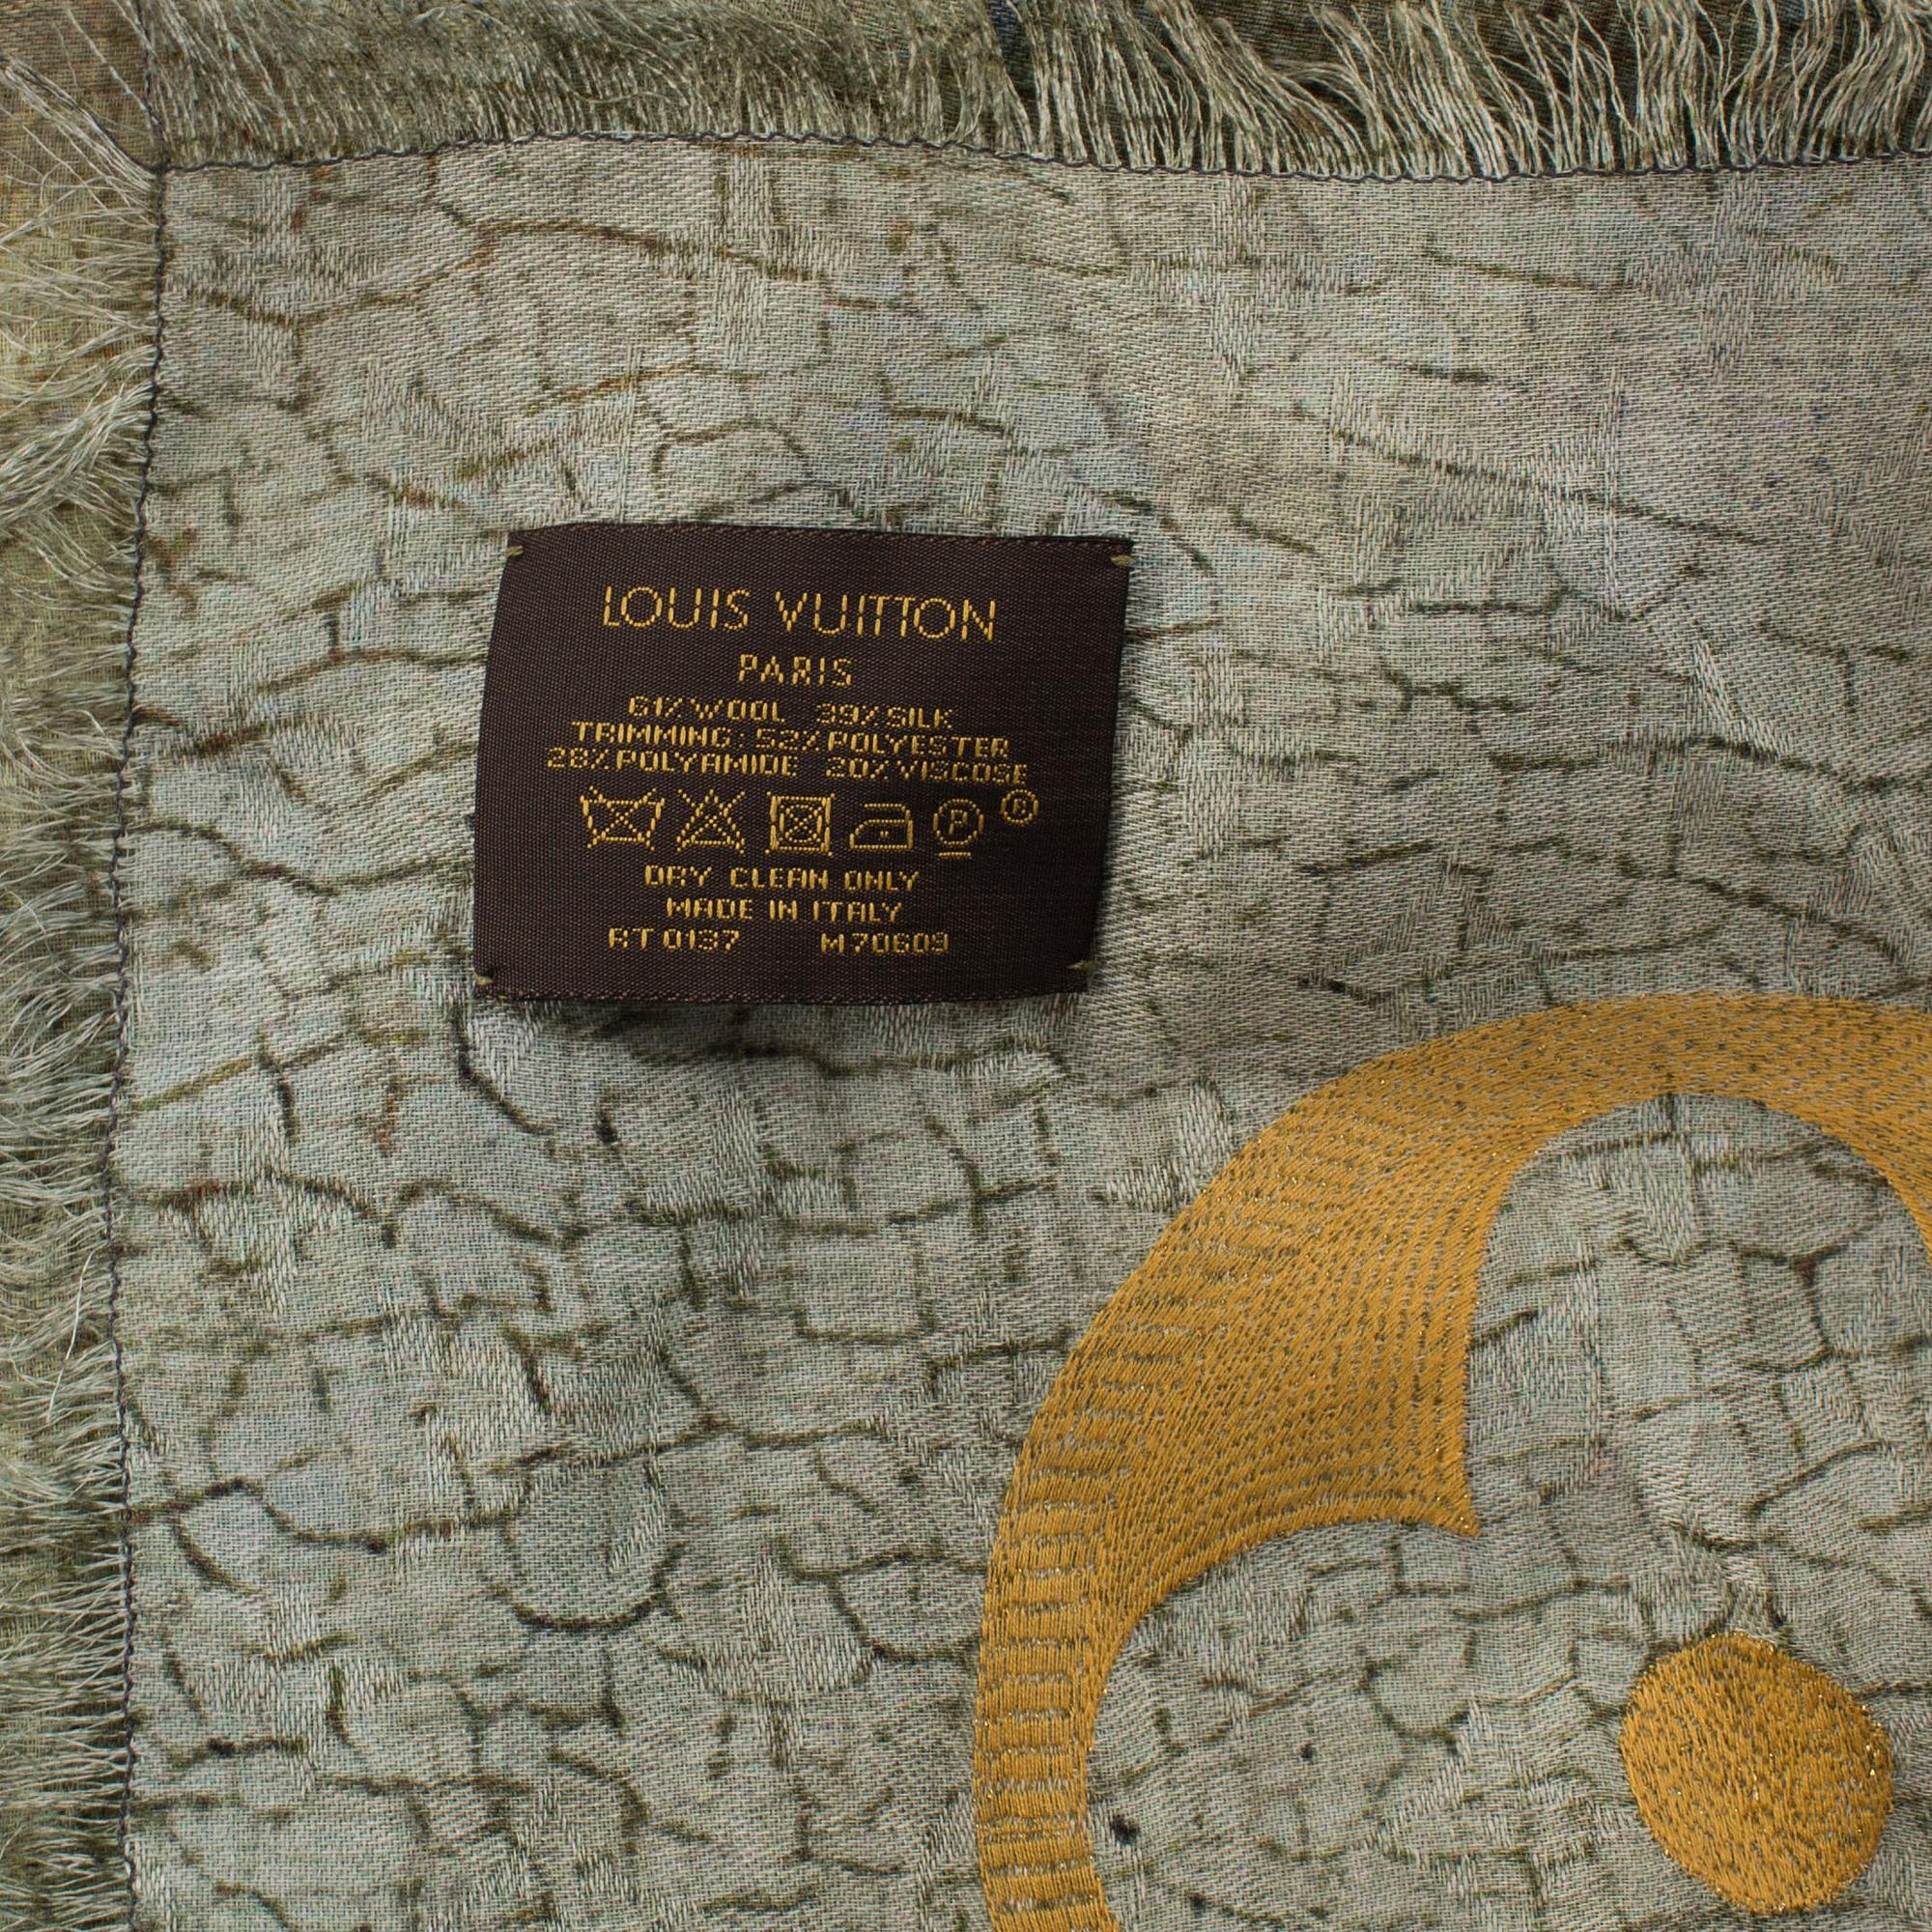 LOUIS VUITTON
PARIS
61% WOOL 39% SILK
TRIMMING 52% POLYESTER
28% POLYAMIDE 20% VISCOSE
P ®
DRY CLEAN ONLY
MADE IN ITALY
RT 0137 M 70609